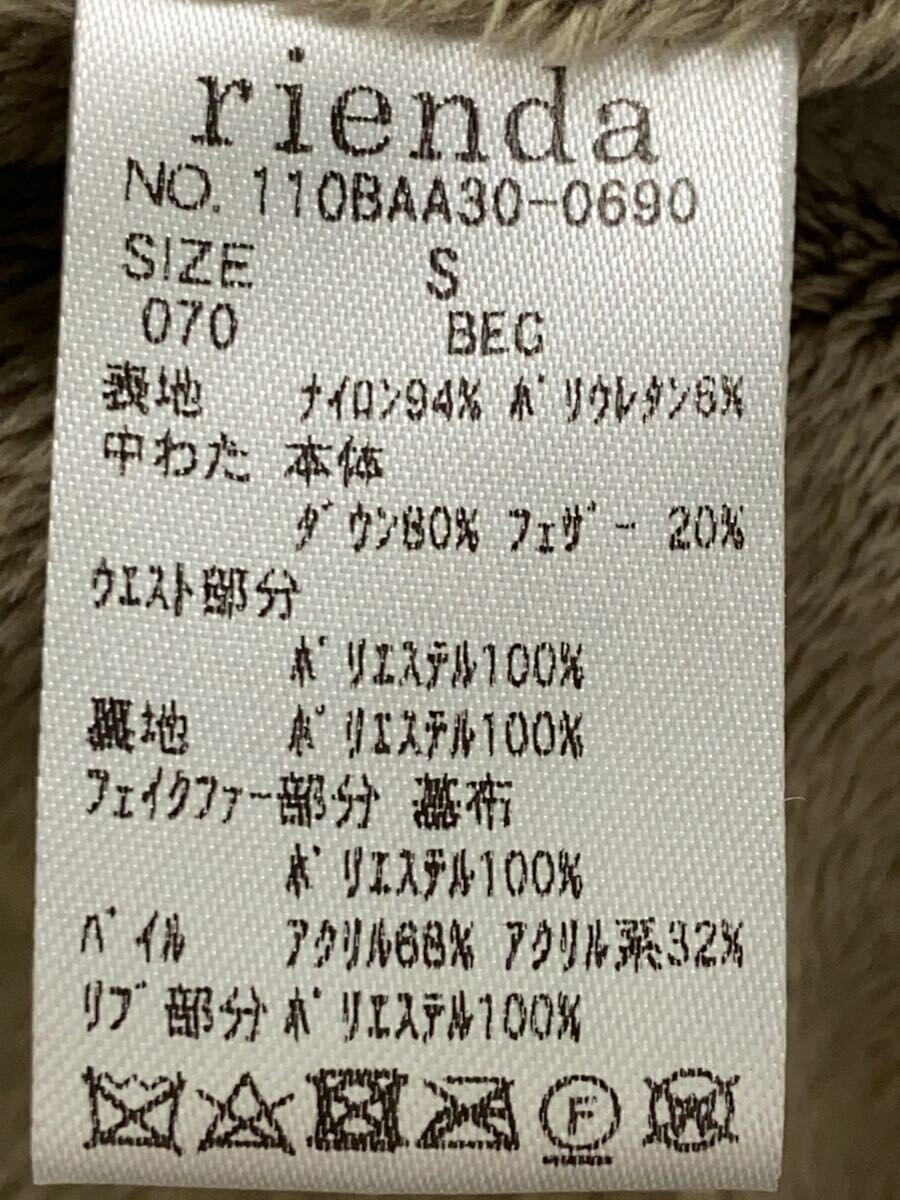 rienda
NO. 110BAA30-0690
SIZE S
070 BEG
表地 ナイロン94% ポリウレタン6%
中わた 本体
ダウン80% フェザー 20%
ウエスト部分
ポリエステル100%
裏地 ポリエステル100%
フェイクファー部分 基布
ポリエステル100%
パイル アクリル68% アクリル系32%
リブ部分 ポリエステル100%
F
W